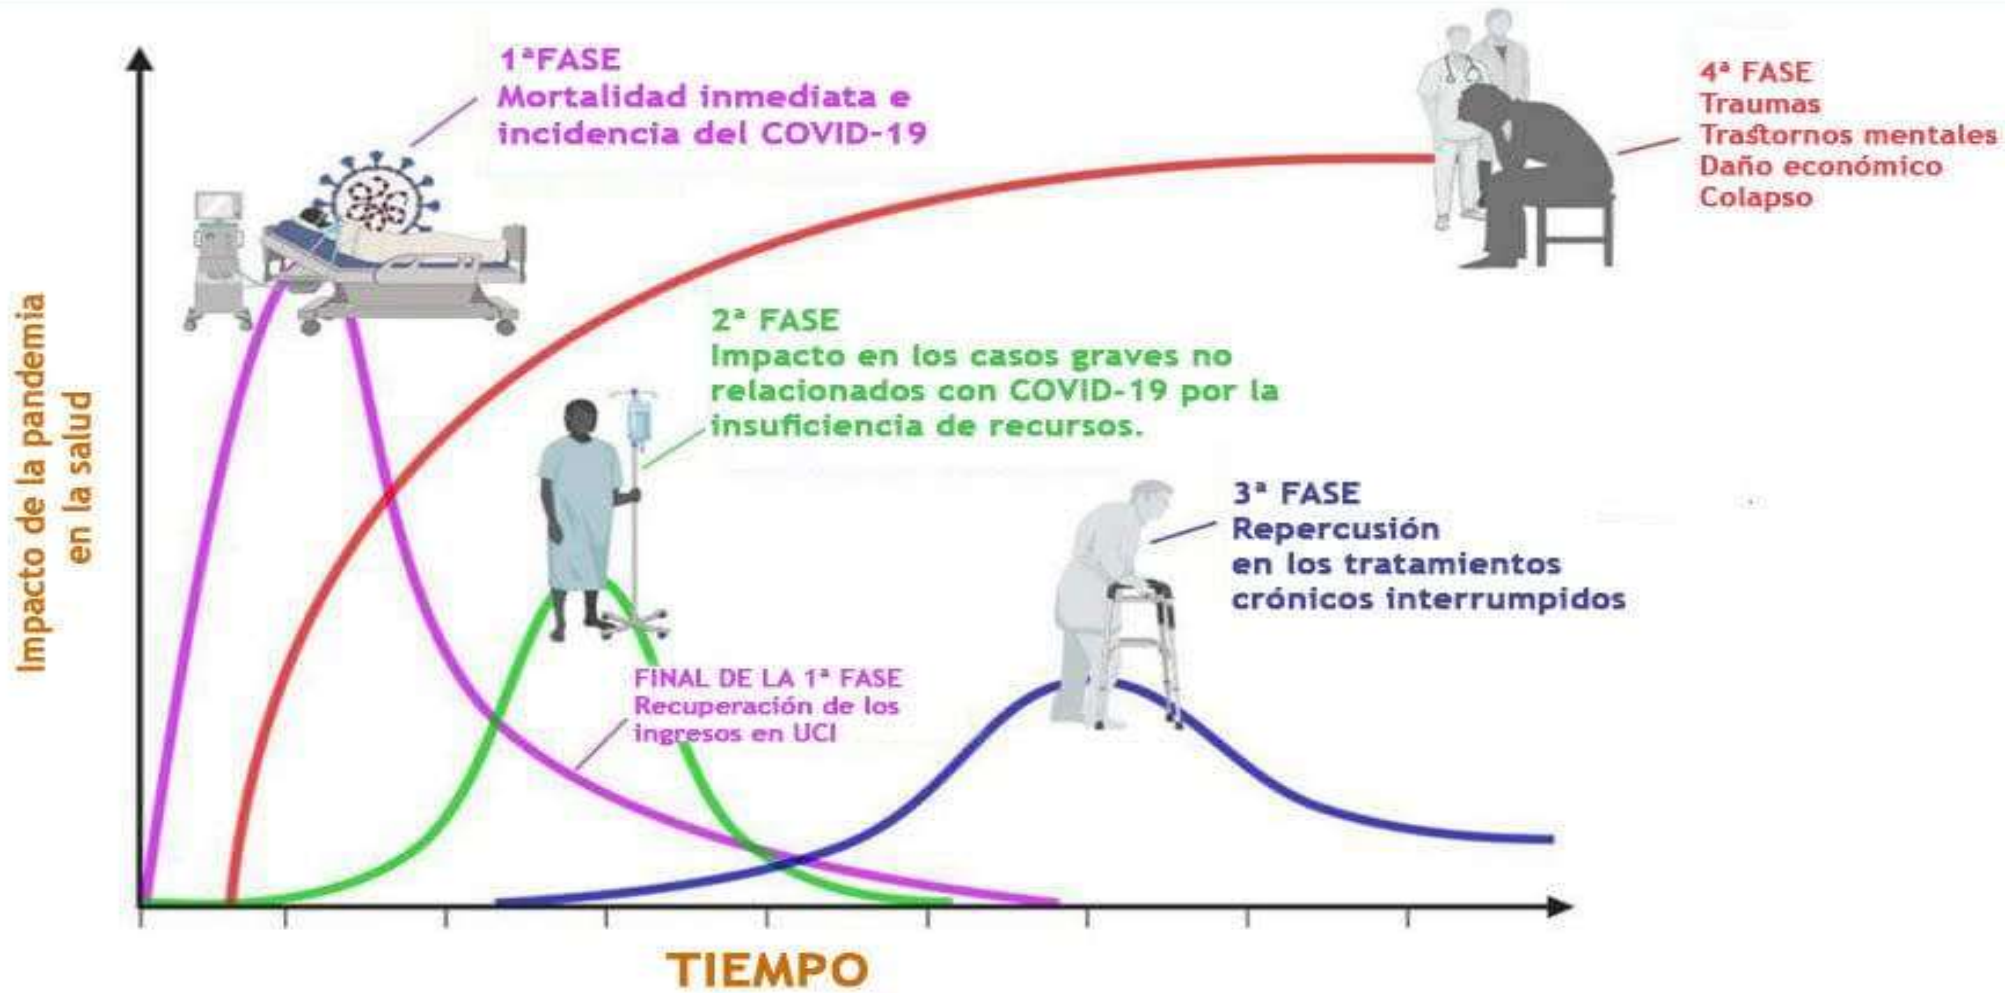 1ªFASE
Mortalidad inmediata e
incidencia del COVID-19
4ª FASE
Traumas
Trastornos mentales
Daño económico
Colapso
2ª FASE
Impacto en los casos graves no
relacionados con COVID-19 por la
insuficiencia de recursos.
3ª FASE
Repercusión
en los tratamientos
crónicos interrumpidos
FINAL DE LA 1ª FASE
Recuperación de los
ingresos en UCI
Impacto de la pandemia
en la salud
TIEMPO